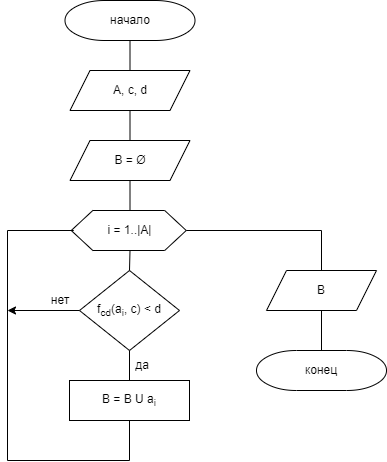 начало
A, c, d
B = Ø
i = 1..|A|
нет
f_cd(a_i, c) < d
B
да
конец
B = B U a_i